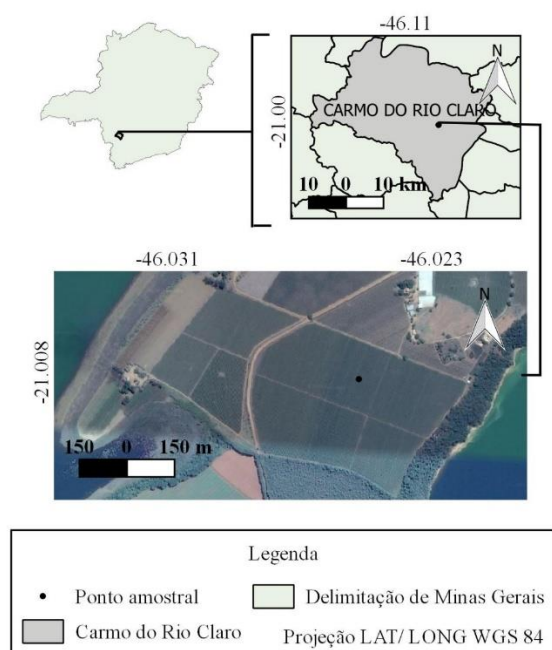 -46.11
N
-21.00
CARMO DO RIO CLARO
10 0 10 km
-46.031 -46.023
N
-21.008
150 0 150 m
Legenda
Ponto amostral
Delimitação de Minas Gerais
Carmo do Rio Claro
Projeção LAT/ LONG WGS 84